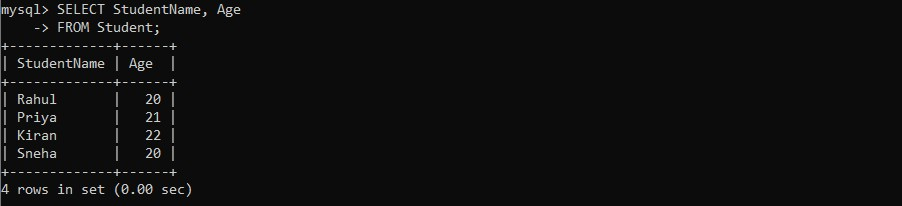 mysql> SELECT StudentName, Age
    -> FROM Student;
+-------------+------+
| StudentName | Age  |
+-------------+------+
| Rahul       |   20 |
| Priya       |   21 |
| Kiran       |   22 |
| Sneha       |   20 |
+-------------+------+
4 rows in set (0.00 sec)